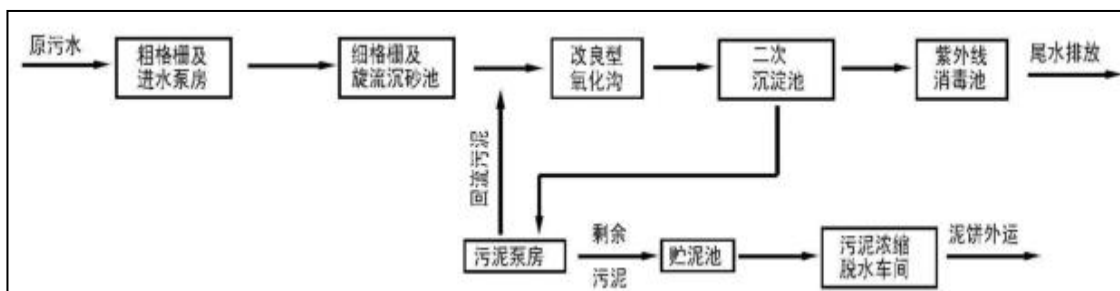 原污水
粗格栅及
进水泵房
细格栅及
旋流沉砂池
改良型
氧化沟
二次
沉淀池
紫外线
消毒池
尾水排放
回流污泥
污泥泵房
剩余
污泥
贮泥池
污泥浓缩
脱水车间
泥饼外运